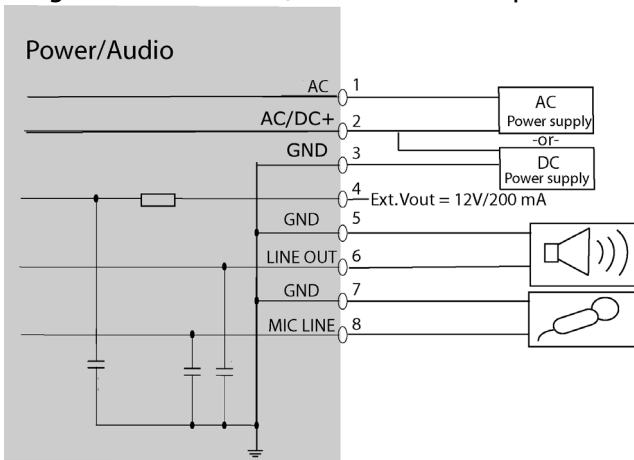 Power/Audio
AC 1
AC/DC+ 2
GND 3
4 Ext.Vout = 12V/200 mA
GND 5
LINE OUT 6
GND 7
MIC LINE 8
AC
Power supply
-or-
DC
Power supply